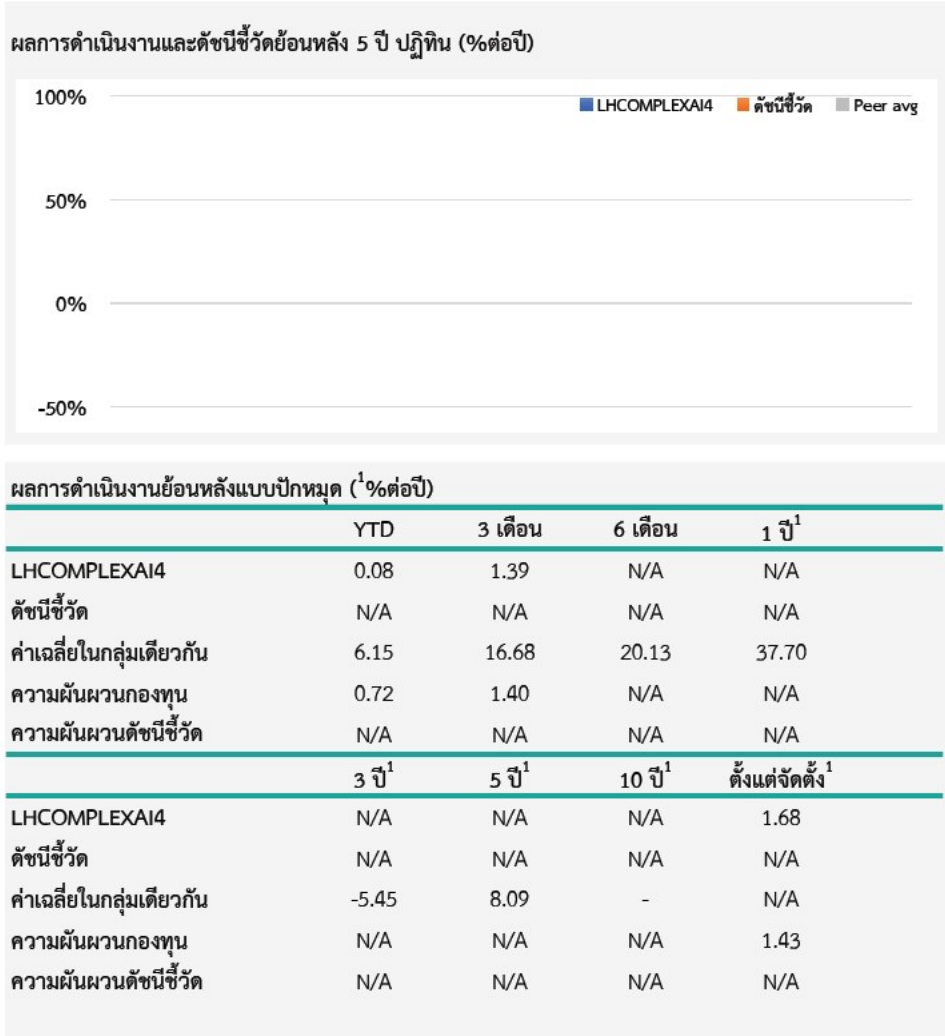 ผลการดำเนินงานและดัชนีชี้วัดย้อนหลัง 5 ปี ปฏิทิน (%ต่อปี)
100%
LHCOMPLEXAI4 ดัชนีชี้วัด Peer avg
50%
0%
-50%
ผลการดำเนินงานย้อนหลังแบบปักหมุด (¹%ต่อปี)
YTD 3 เดือน 6 เดือน 1 ปี¹
LHCOMPLEXAI4 0.08 1.39 N/A N/A
ดัชนีชี้วัด N/A N/A N/A N/A
ค่าเฉลี่ยในกลุ่มเดียวกัน 6.15 16.68 20.13 37.70
ความผันผวนกองทุน 0.72 1.40 N/A N/A
ความผันผวนดัชนีชี้วัด N/A N/A N/A N/A
3 ปี¹ 5 ปี¹ 10 ปี¹ ตั้งแต่จัดตั้ง¹
LHCOMPLEXAI4 N/A N/A N/A 1.68
ดัชนีชี้วัด N/A N/A N/A N/A
ค่าเฉลี่ยในกลุ่มเดียวกัน -5.45 8.09 - N/A
ความผันผวนกองทุน N/A N/A N/A 1.43
ความผันผวนดัชนีชี้วัด N/A N/A N/A N/A